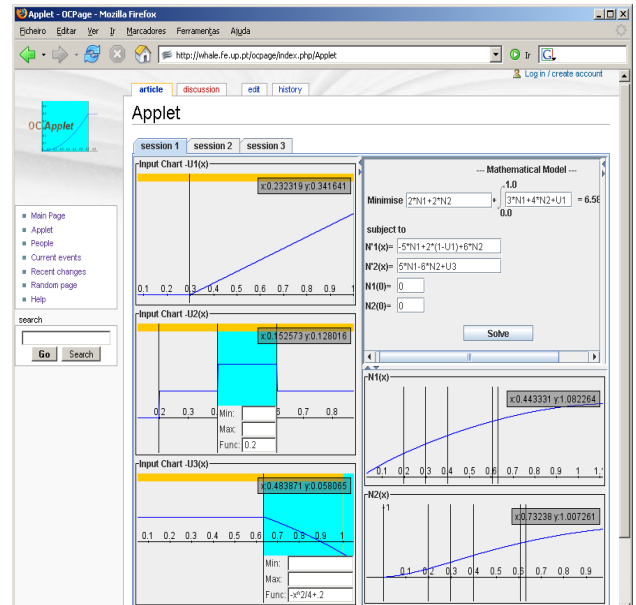 Applet - OCPage - Mozilla Firefox
Ficheiro Editar Ver Ir Marcadores Ferramentas Ajuda
http://whale.fe.up.pt/ocpage/index.php/Applet
Ir
G
Log in / create account
OC Applet
article discussion edit history
Applet
session 1 session 2 session 3
Main Page
Applet
People
Current events
Recent changes
Random page
Help
search
Go Search
Input Chart -U1(x)
x:0.232319 y:0.341641
0.1 0.2 0.3 0.4 0.5 0.6 0.7 0.8 0.9 1
Input Chart -U2(x)
x:0.152573 y:0.128016
0.2 0.3 0. 6 0.7 0.8
Min:
Max:
Func: 0.2
Input Chart -U3(x)
x:0.483871 y:0.058065
0.1 0.2 0.3 0.4 0.5 0.6 0.7 0.8 0.9 1
Min:
Max:
Func: -x^2/4+.2
--- Mathematical Model ---
1.0
Minimise 2*N1+2*N2 + ∫ 3*N1+4*N2+U1 = 6.58
0.0
subject to
N'1(x)= -5*N1+2*(1-U1)+6*N2
N'2(x)= 5*N1-6*N2+U3
N1(0)= 0
N2(0)= 0
Solve
N1(x)
x:0.443331 y:1.082264
0.1 0.2 0.3 0.4 0.5 0.6 0.7 0.8 0.9 1 1.
N2(x)
1
x:0.73238 y:1.007261
0.1 0.2 0.3 0.4 0.5 0.6 0.7 0.8 0.9